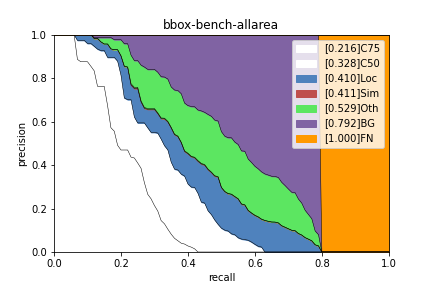 bbox-bench-allarea
precision
1.0
0.8
0.6
0.4
0.2
0.0
[0.216]C75
[0.328]C50
[0.410]Loc
[0.411]Sim
[0.529]Oth
[0.792]BG
[1.000]FN
0.0 0.2 0.4 0.6 0.8 1.0
recall